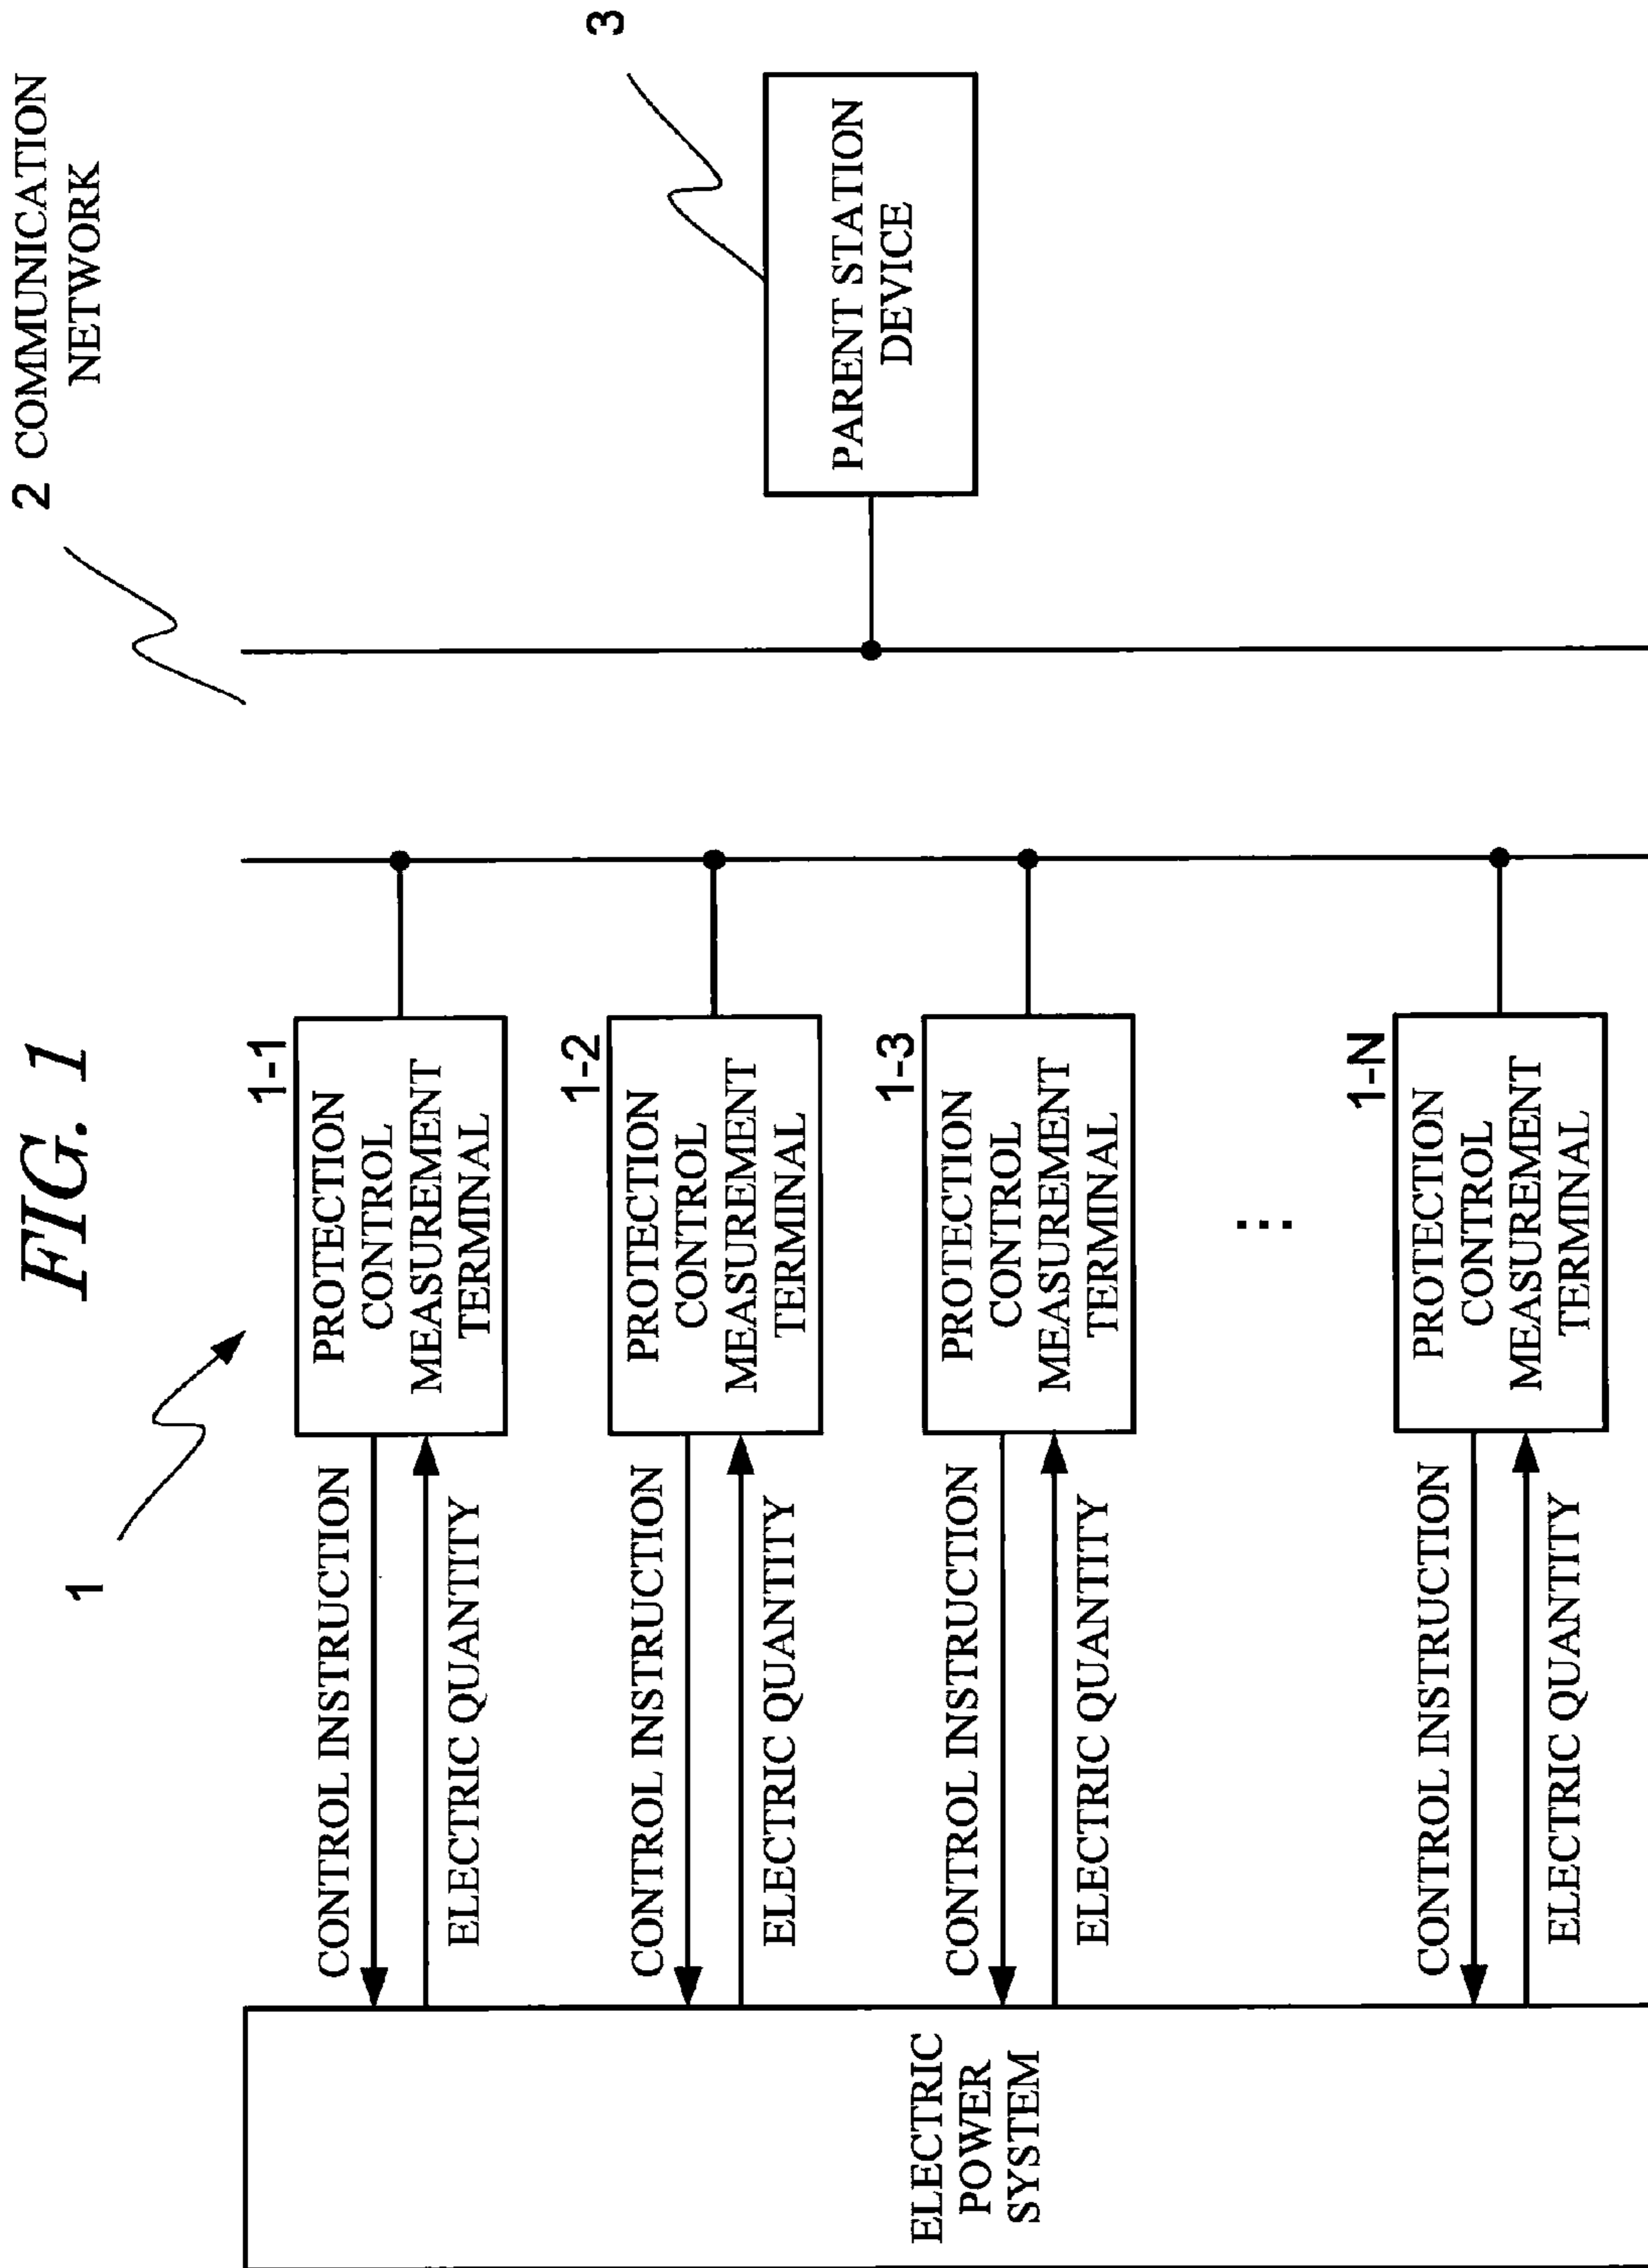 FIG. 1
1
2 COMMUNICATION
NETWORK
3
PARENT STATION
DEVICE
1-1
PROTECTION
CONTROL
MEASUREMENT
TERMINAL
CONTROL INSTRUCTION
ELECTRIC QUANTITY
1-2
PROTECTION
CONTROL
MEASUREMENT
TERMINAL
CONTROL INSTRUCTION
ELECTRIC QUANTITY
1-3
PROTECTION
CONTROL
MEASUREMENT
TERMINAL
CONTROL INSTRUCTION
ELECTRIC QUANTITY
...
1-N
PROTECTION
CONTROL
MEASUREMENT
TERMINAL
CONTROL INSTRUCTION
ELECTRIC QUANTITY
ELECTRIC
POWER
SYSTEM